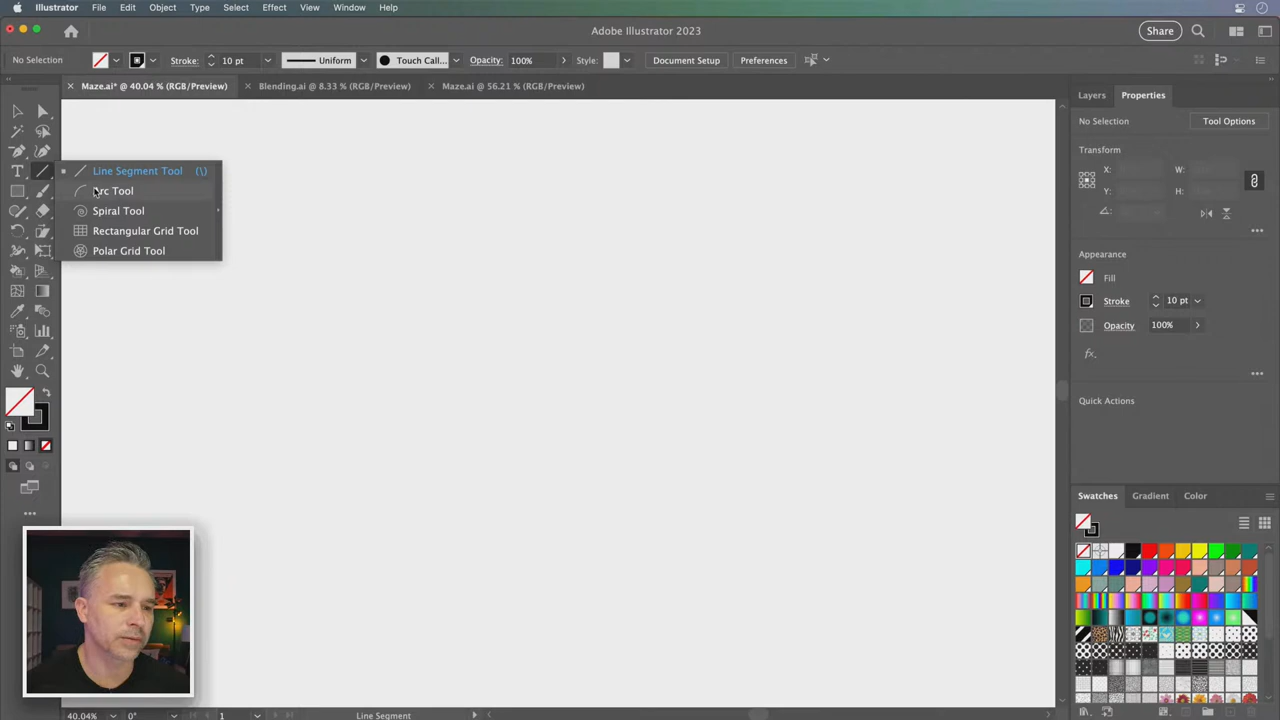 Illustrator File Edit Object Type Select Effect View Window Help
Adobe Illustrator 2023
Share
No Selection Stroke: 10 pt Uniform Touch Call... Opacity: 100% Style: Document Setup Preferences
Maze.ai* @ 40.04 % (RGB/Preview) Blending.ai @ 8.33 % (RGB/Preview) Maze.ai @ 56.21 % (RGB/Preview)
Layers Properties
No Selection Tool Options
Transform
X: W:
Y: H:
Line Segment Tool (\)
Arc Tool
Spiral Tool
Rectangular Grid Tool
Polar Grid Tool
Appearance
Fill
Stroke 10 pt
Opacity 100%
fx.
Quick Actions
Swatches Gradient Color
40.04% 0° 1 Line Segment